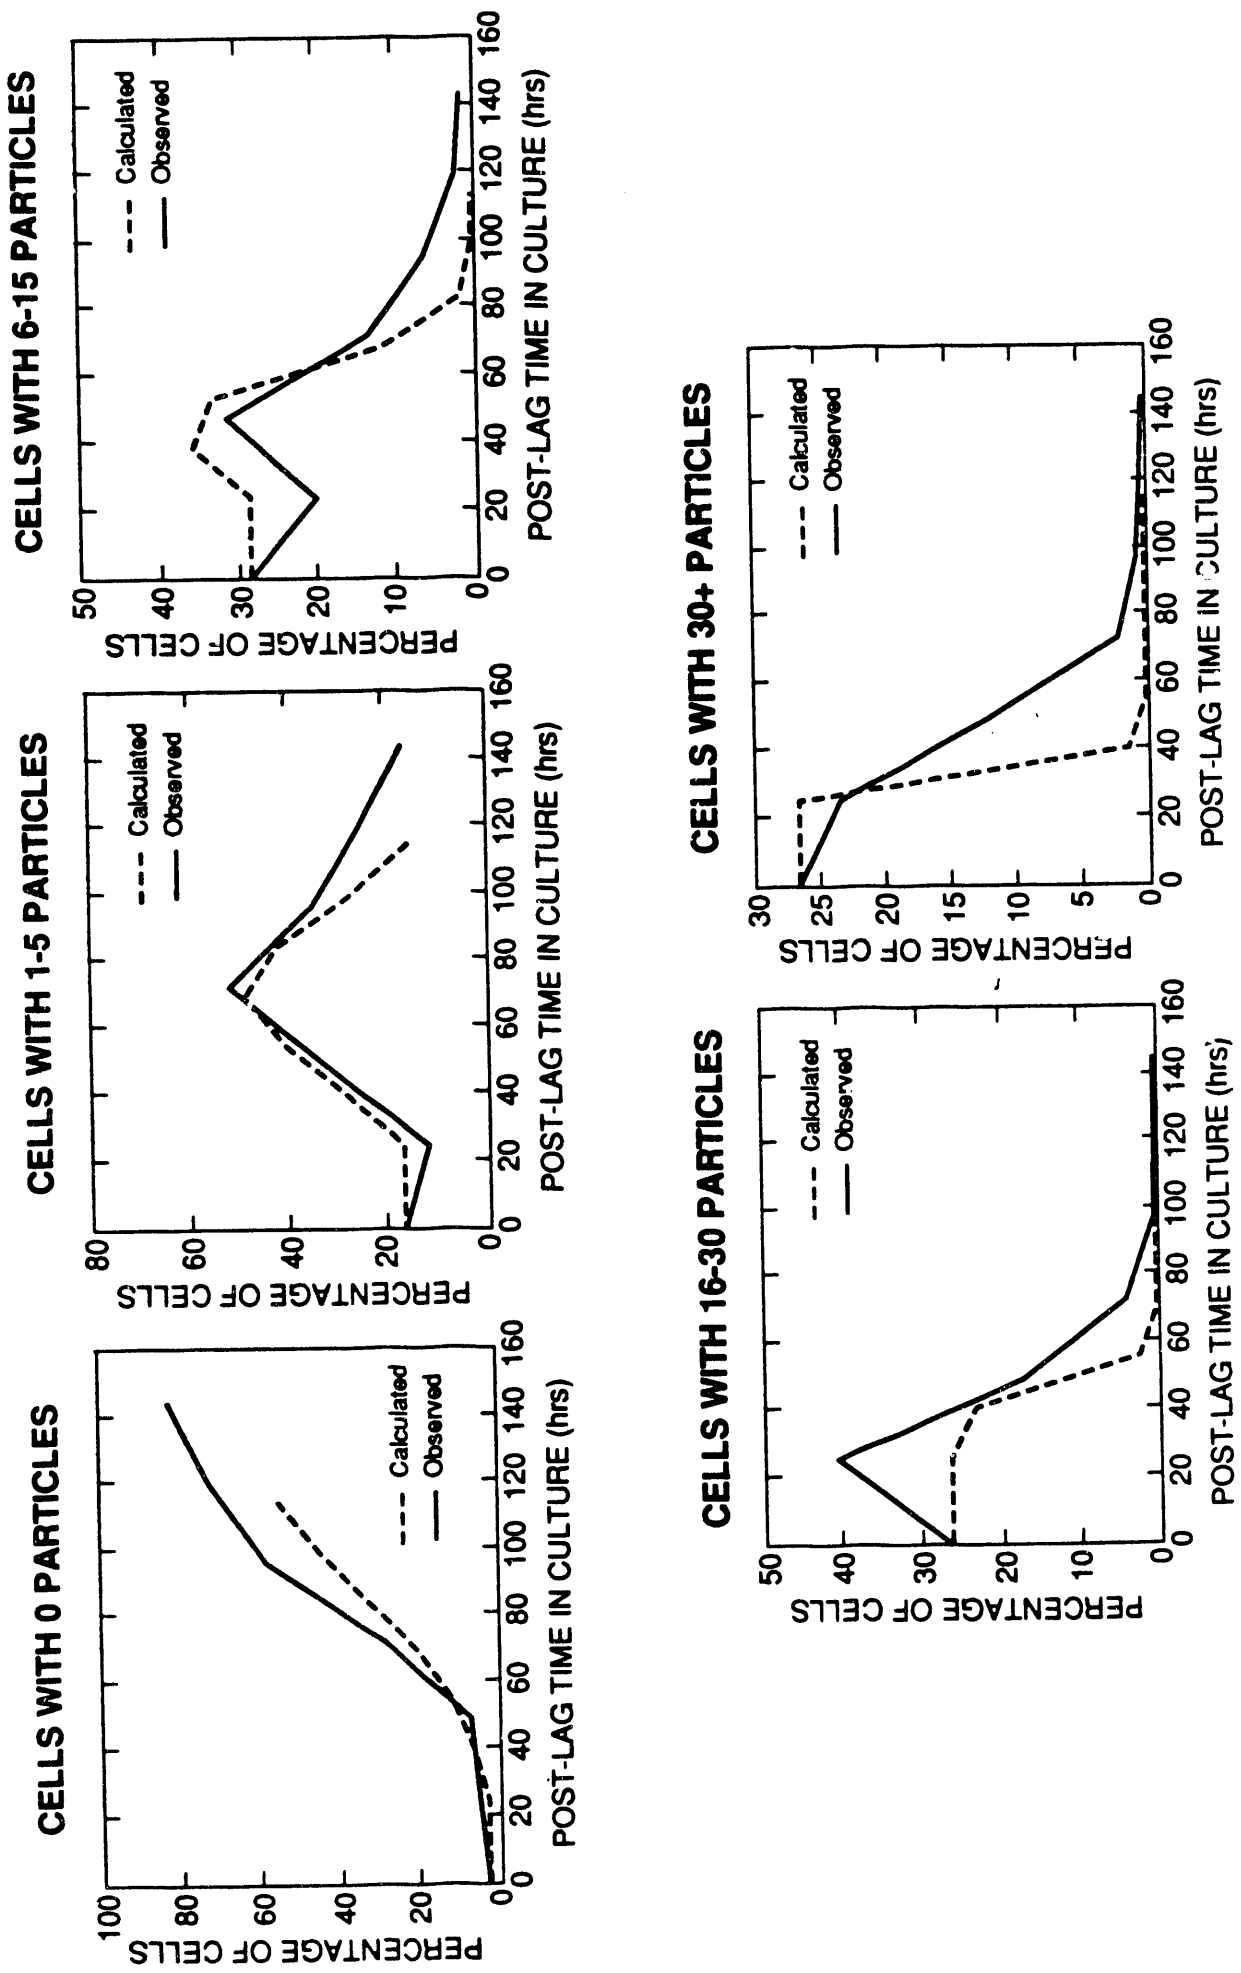 CELLS WITH 0 PARTICLES
PERCENTAGE OF CELLS
100
80
60
40
20
0
0 20 40 60 80 100 120 140 160
POST-LAG TIME IN CULTURE (hrs)
Calculated
Observed
CELLS WITH 1-5 PARTICLES
PERCENTAGE OF CELLS
80
60
40
20
0
0 20 40 60 80 100 120 140 160
POST-LAG TIME IN CULTURE (hrs)
Calculated
Observed
CELLS WITH 6-15 PARTICLES
PERCENTAGE OF CELLS
50
40
30
20
10
0
0 20 40 60 80 100 120 140 160
POST-LAG TIME IN CULTURE (hrs)
Calculated
Observed
CELLS WITH 16-30 PARTICLES
PERCENTAGE OF CELLS
50
40
30
20
10
0
0 20 40 60 80 100 120 140 160
POST-LAG TIME IN CULTURE (hrs)
Calculated
Observed
CELLS WITH 30+ PARTICLES
PERCENTAGE OF CELLS
30
25
20
15
10
5
0
0 20 40 60 80 100 120 140 160
POST-LAG TIME IN CULTURE (hrs)
Calculated
Observed